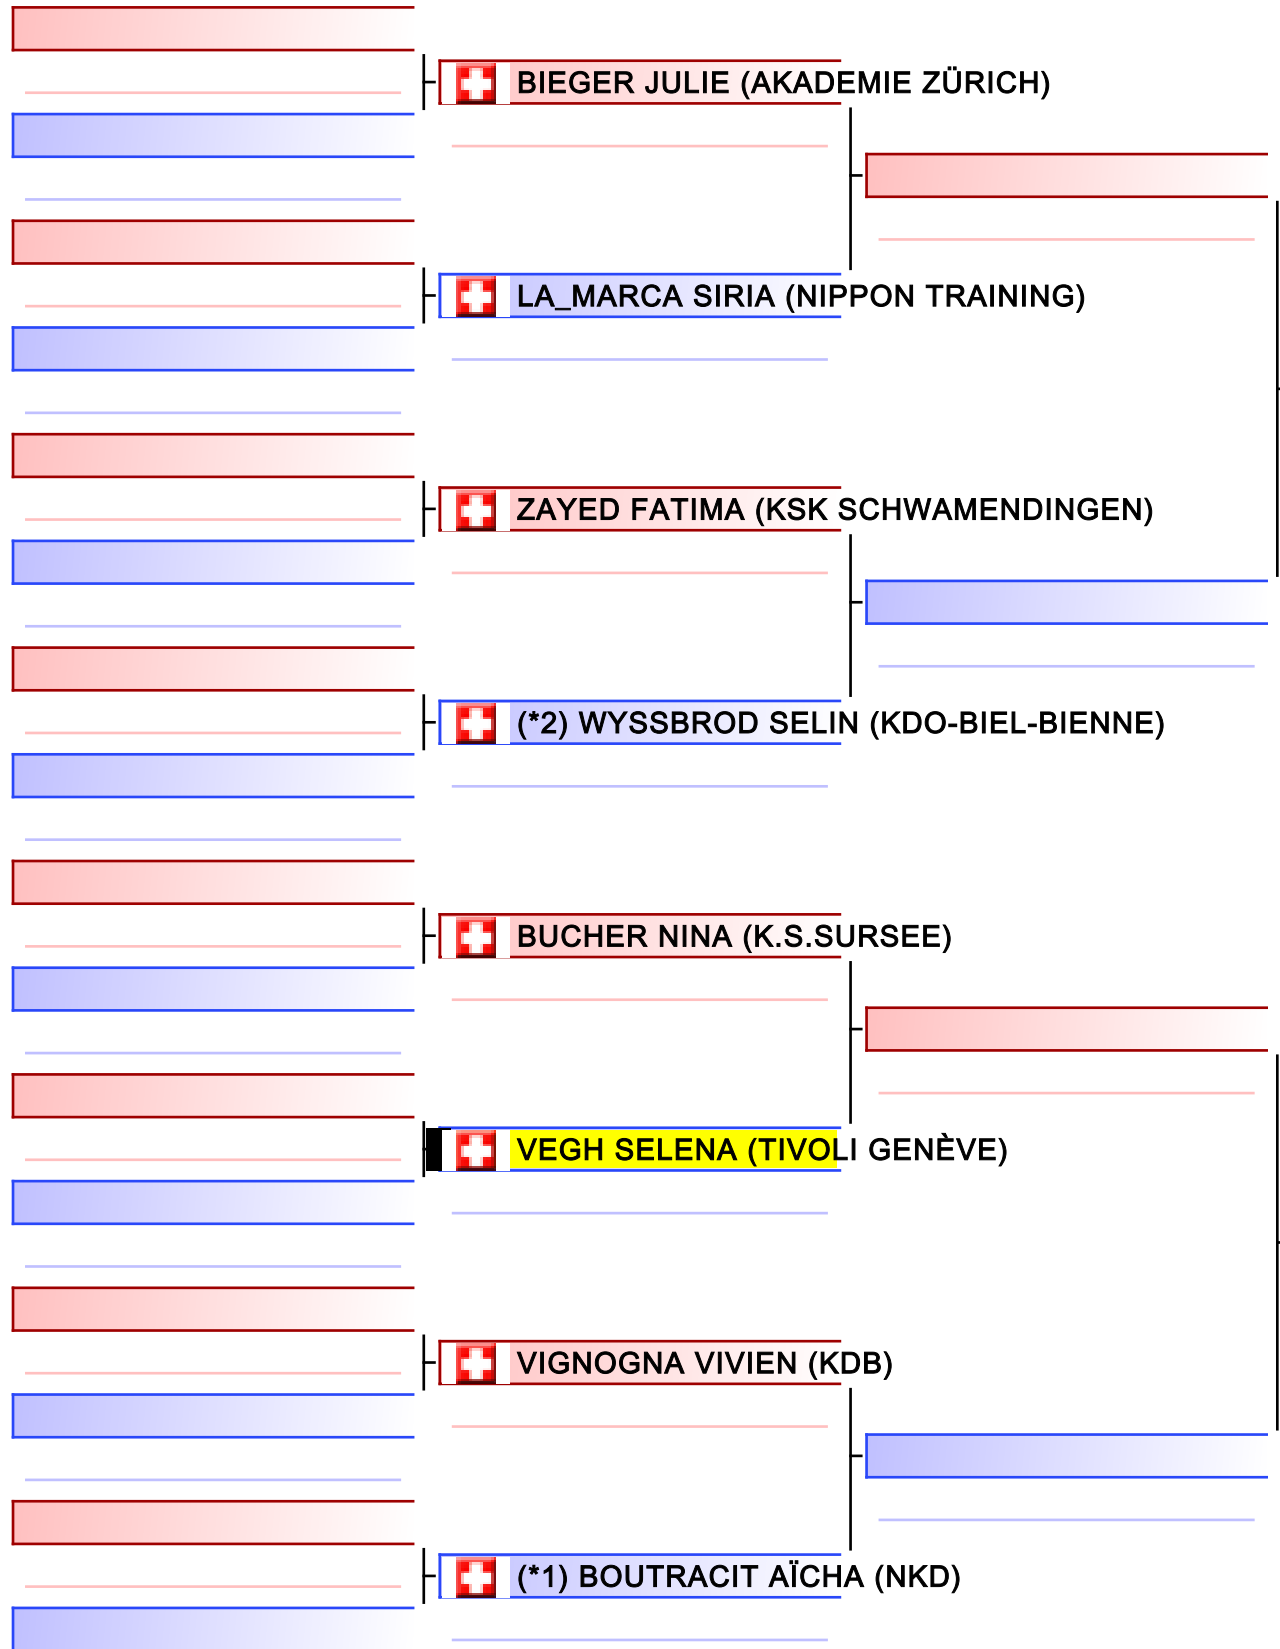 BIEGER JULIE (AKADEMIE ZÜRICH)
LA_MARCA SIRIA (NIPPON TRAINING)
ZAYED FATIMA (KSK SCHWAMENDINGEN)
(*2) WYSSBROD SELIN (KDO-BIEL-BIENNE)
BUCHER NINA (K.S.SURSEE)
VEGH SELENA (TIVOLI GENÈVE)
VIGNOGNA VIVIEN (KDB)
(*1) BOUTRACIT AÏCHA (NKD)